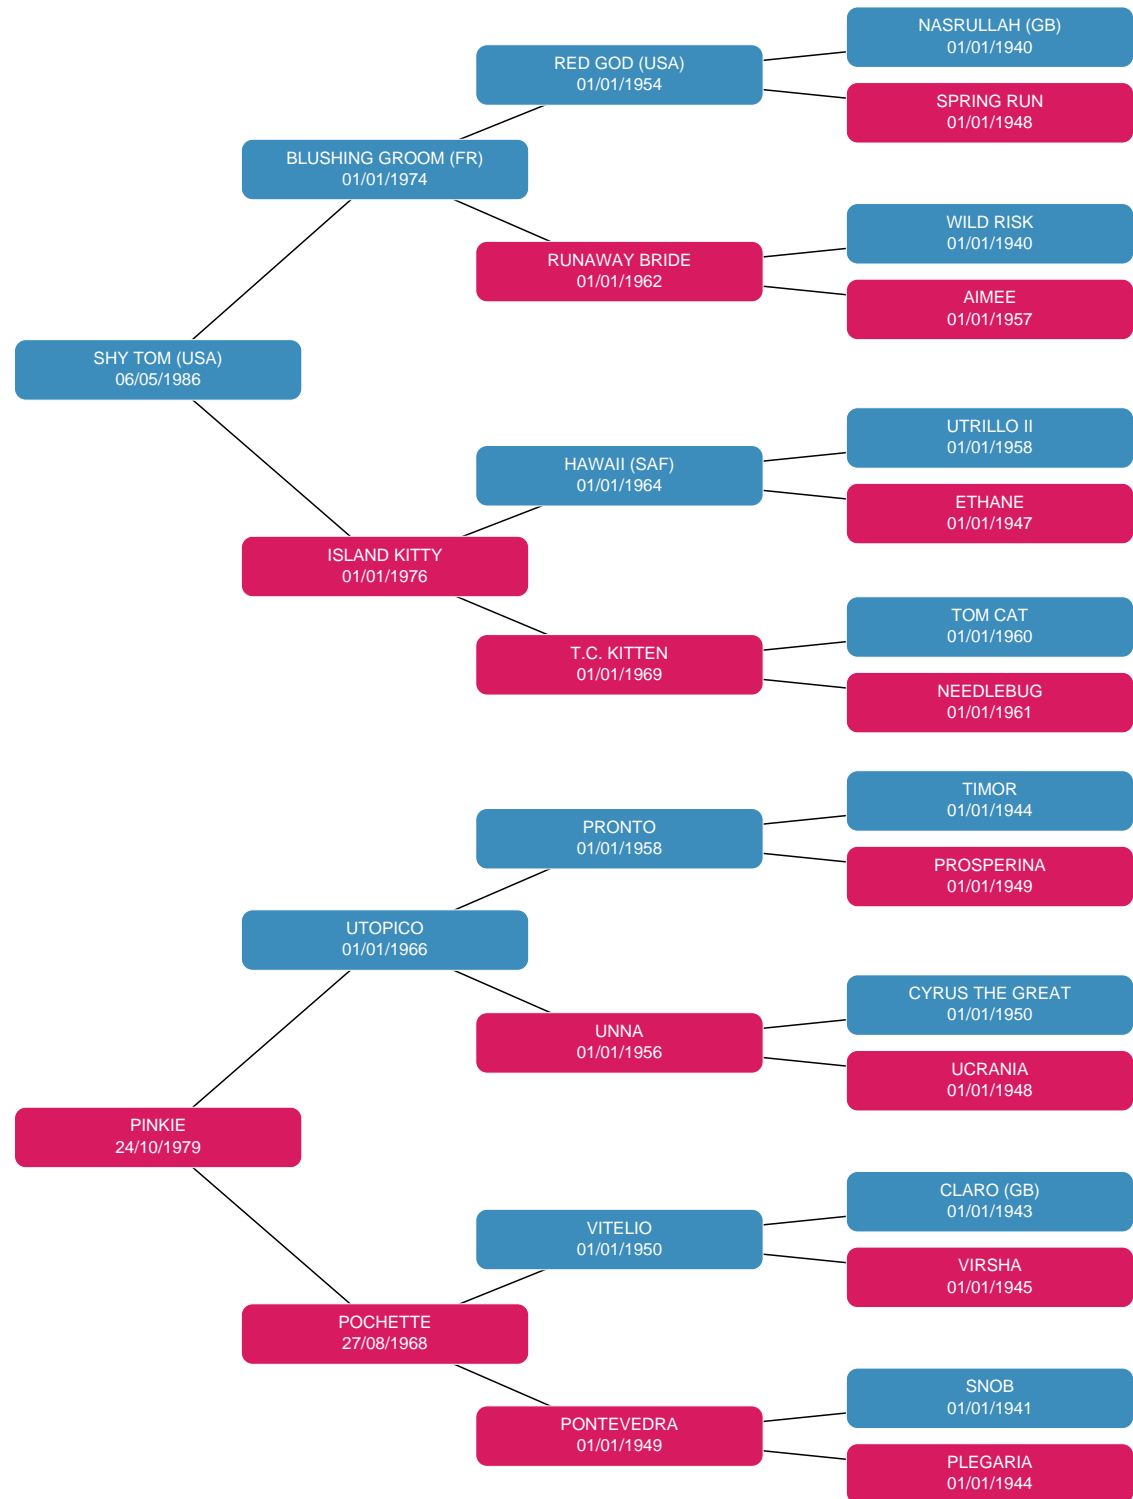 NASRULLAH (GB)
01/01/1940
RED GOD (USA)
01/01/1954
SPRING RUN
01/01/1948
BLUSHING GROOM (FR)
01/01/1974
WILD RISK
01/01/1940
RUNAWAY BRIDE
01/01/1962
AIMEE
01/01/1957
SHY TOM (USA)
06/05/1986
UTRILLO II
01/01/1958
HAWAII (SAF)
01/01/1964
ETHANE
01/01/1947
ISLAND KITTY
01/01/1976
TOM CAT
01/01/1960
T.C. KITTEN
01/01/1969
NEEDLEBUG
01/01/1961
TIMOR
01/01/1944
PRONTO
01/01/1958
PROSPERINA
01/01/1949
UTOPICO
01/01/1966
CYRUS THE GREAT
01/01/1950
UNNA
01/01/1956
UCRANIA
01/01/1948
PINKIE
24/10/1979
CLARO (GB)
01/01/1943
VITELIO
01/01/1950
VIRSHA
01/01/1945
POCHETTE
27/08/1968
SNOB
01/01/1941
PONTEVEDRA
01/01/1949
PLEGARIA
01/01/1944